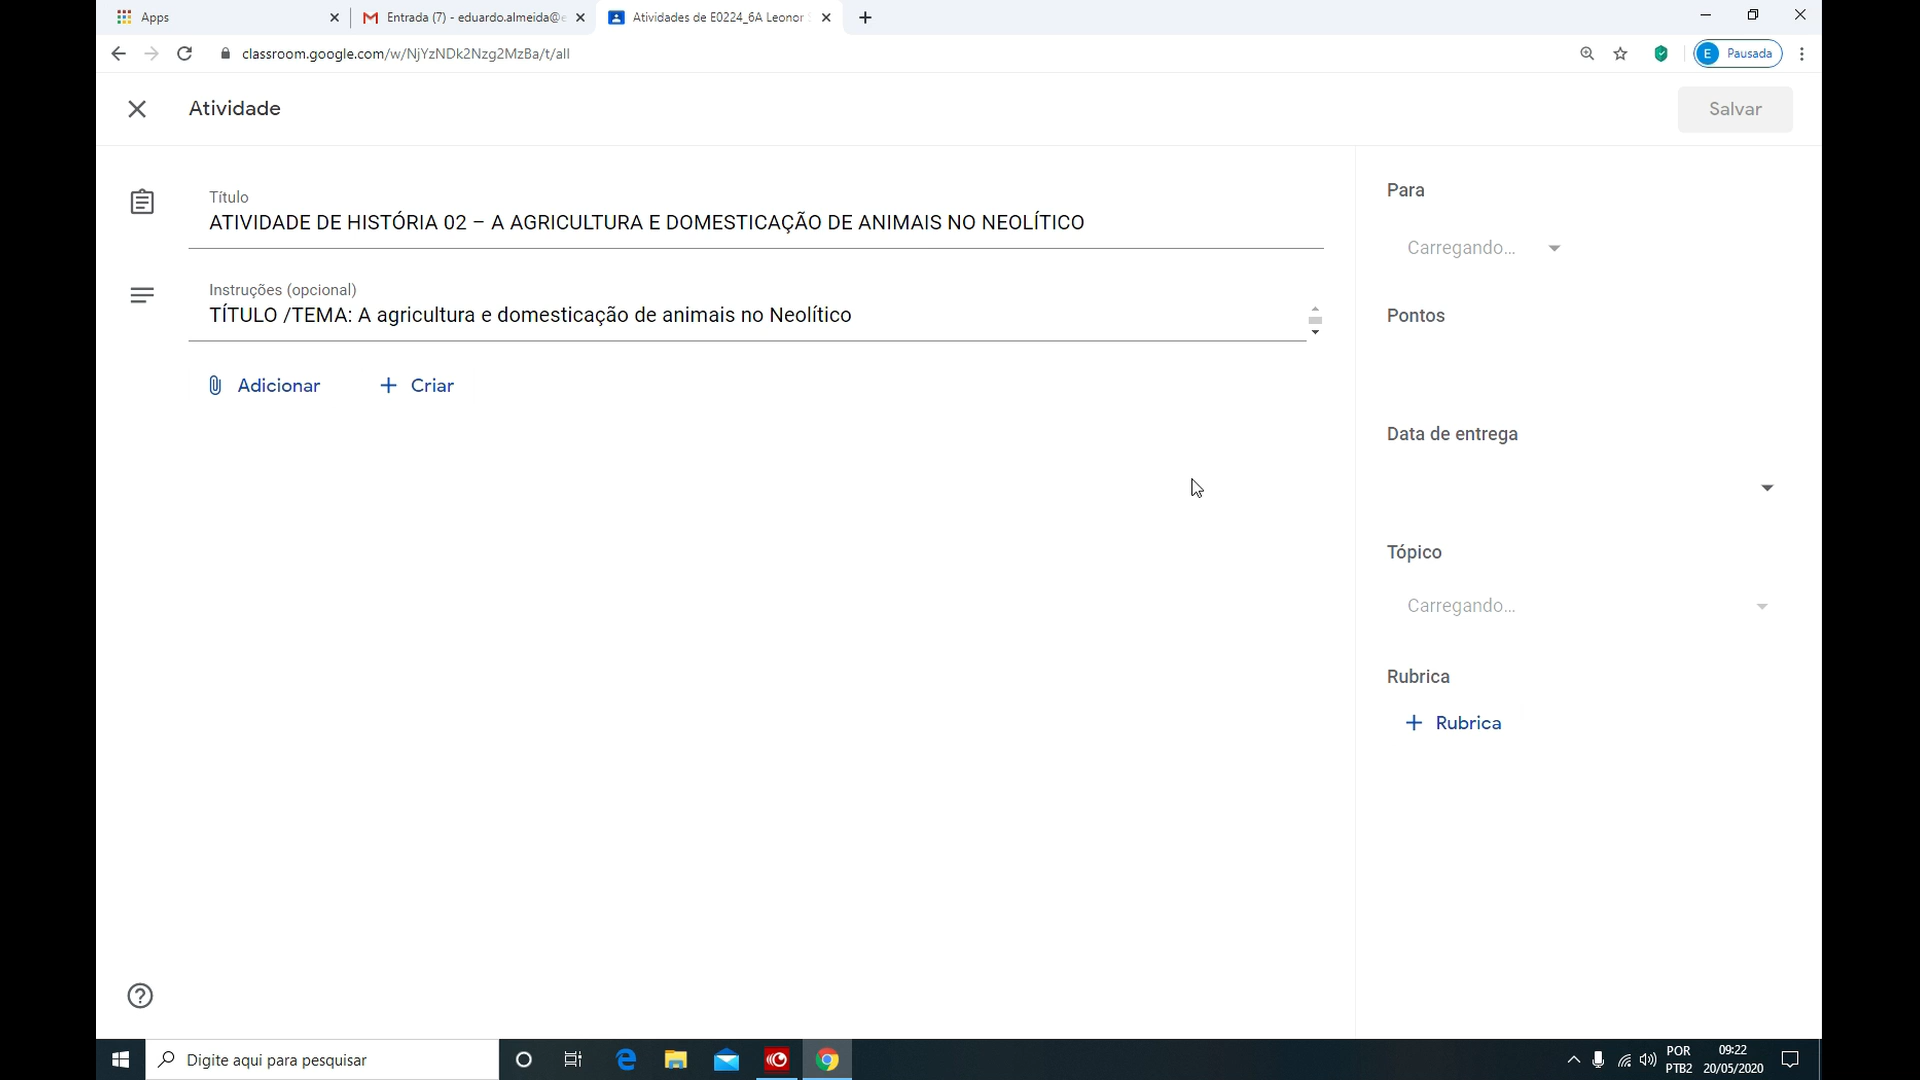 Apps
Entrada (7) - eduardo.almeida@e
Atividades de E0224_6A Leonor
classroom.google.com/w/NjYzNDk2Nzg2MzBa/t/all
E Pausada
Atividade
Salvar
Título
ATIVIDADE DE HISTÓRIA 02 – A AGRICULTURA E DOMESTICAÇÃO DE ANIMAIS NO NEOLÍTICO
Instruções (opcional)
TÍTULO /TEMA: A agricultura e domesticação de animais no Neolítico
Adicionar
Criar
Para
Carregando...
Pontos
Data de entrega
Tópico
Carregando...
Rubrica
Rubrica
Digite aqui para pesquisar
POR
PTB2
09:22
20/05/2020